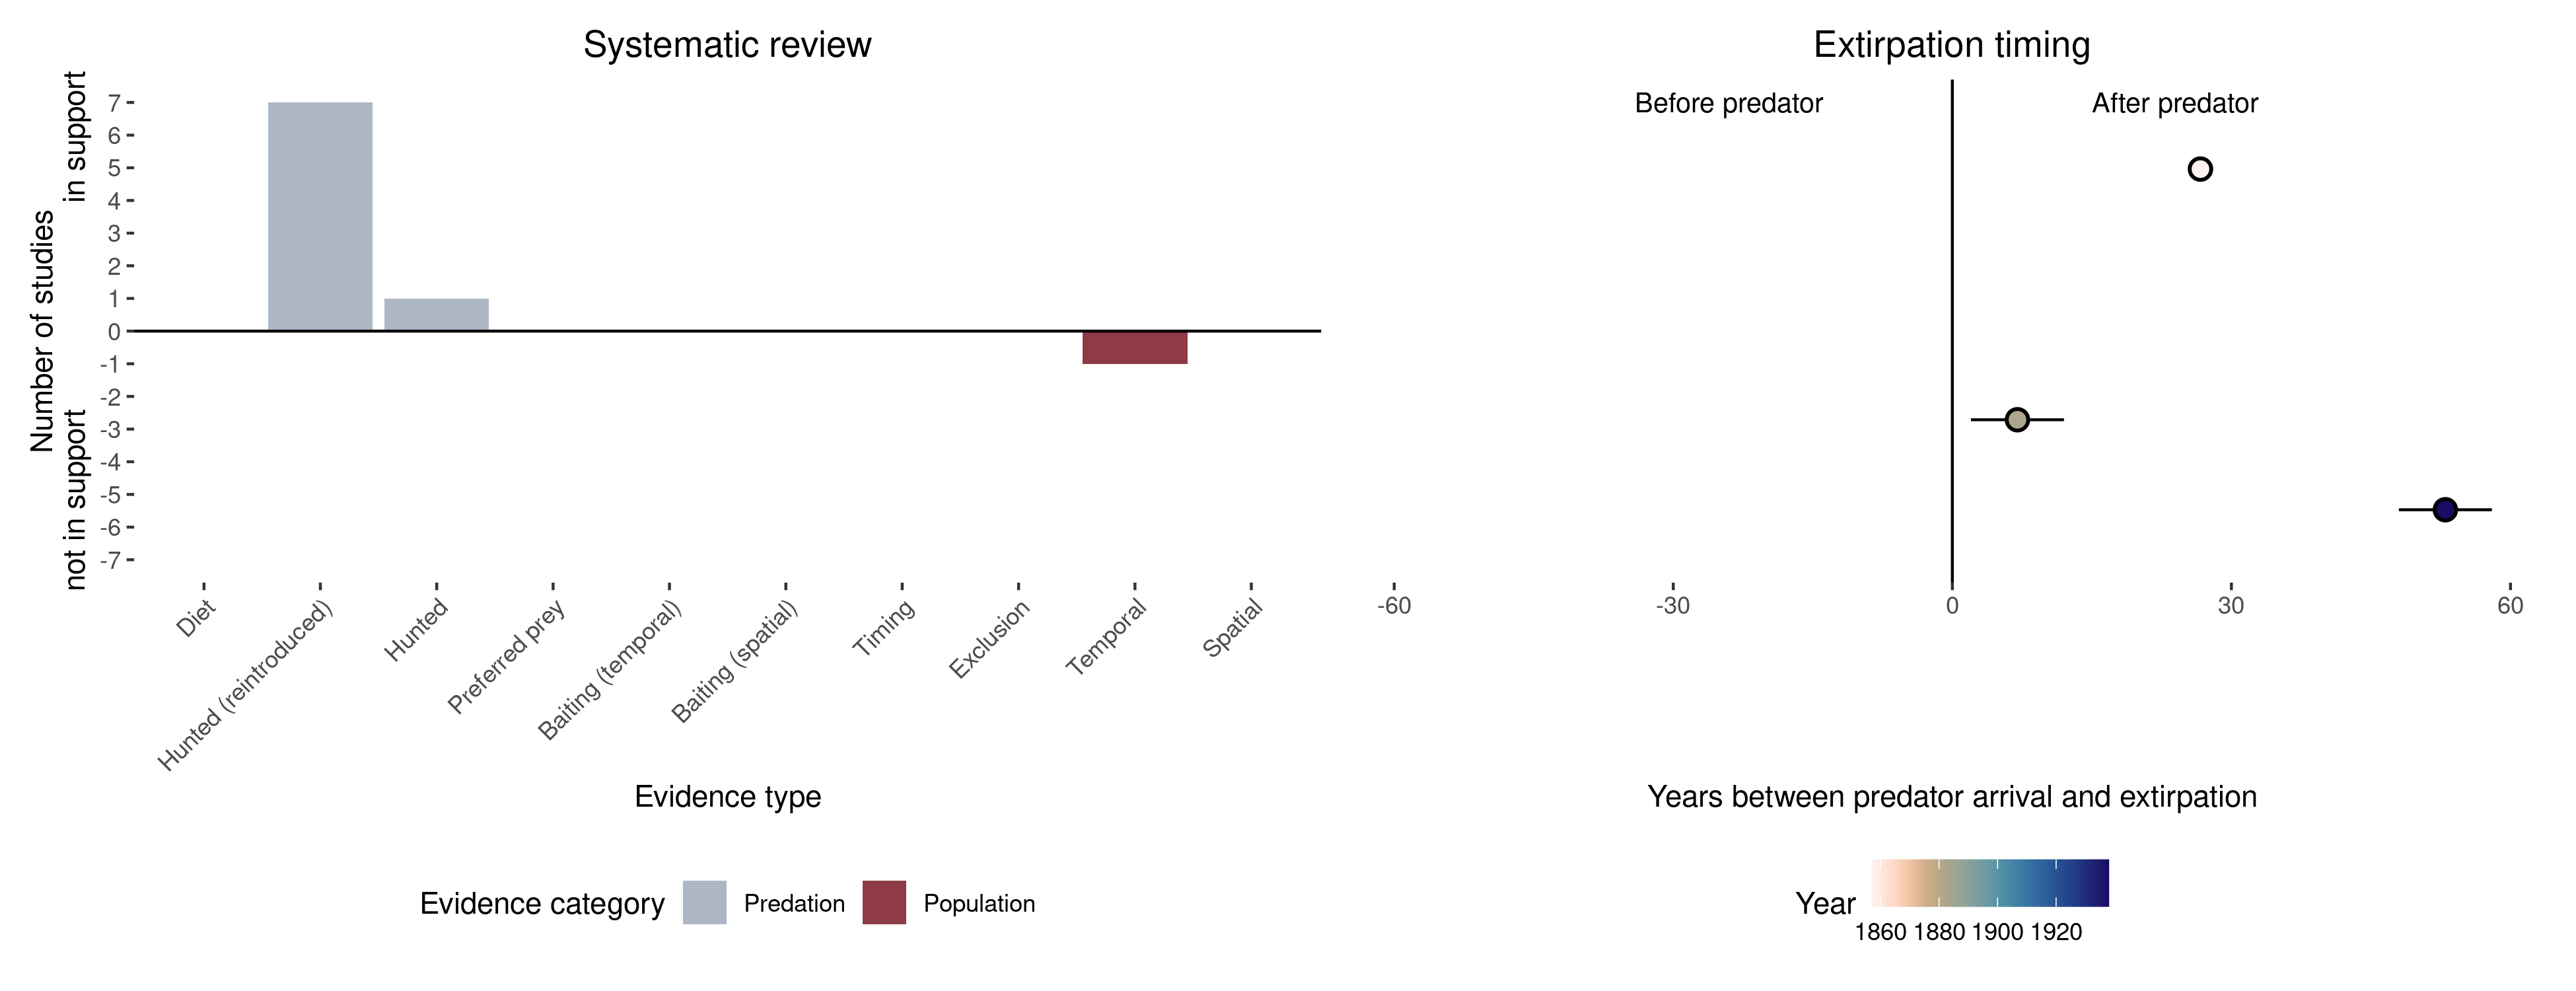 Systematic review
Number of studies
not in support
in support
7
6
5
4
3
2
1
0
-1
-2
-3
-4
-5
-6
-7
Diet
Hunted (reintroduced)
Hunted
Preferred prey
Baiting (temporal)
Baiting (spatial)
Timing
Exclusion
Temporal
Spatial
Evidence type
Evidence category
Predation
Population
Extirpation timing
Before predator
After predator
-60
-30
0
30
60
Years between predator arrival and extirpation
Year
1860 1880 1900 1920